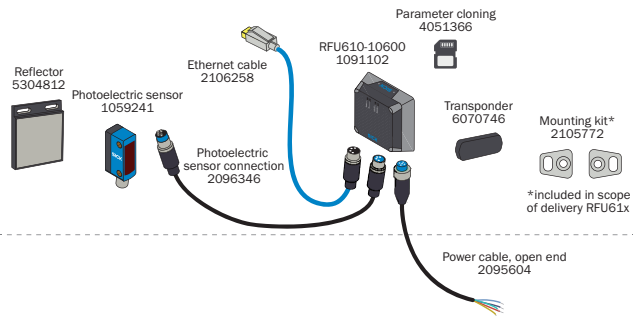 Parameter cloning
4051366
Ethernet cable
2106258
RFU610-10600
1091102
Reflector
5304812
Photoelectric sensor
1059241
Transponder
6070746
Mounting kit*
2105772
Photoelectric
sensor connection
2096346
*included in scope
of delivery RFU61x
Power cable, open end
2095604